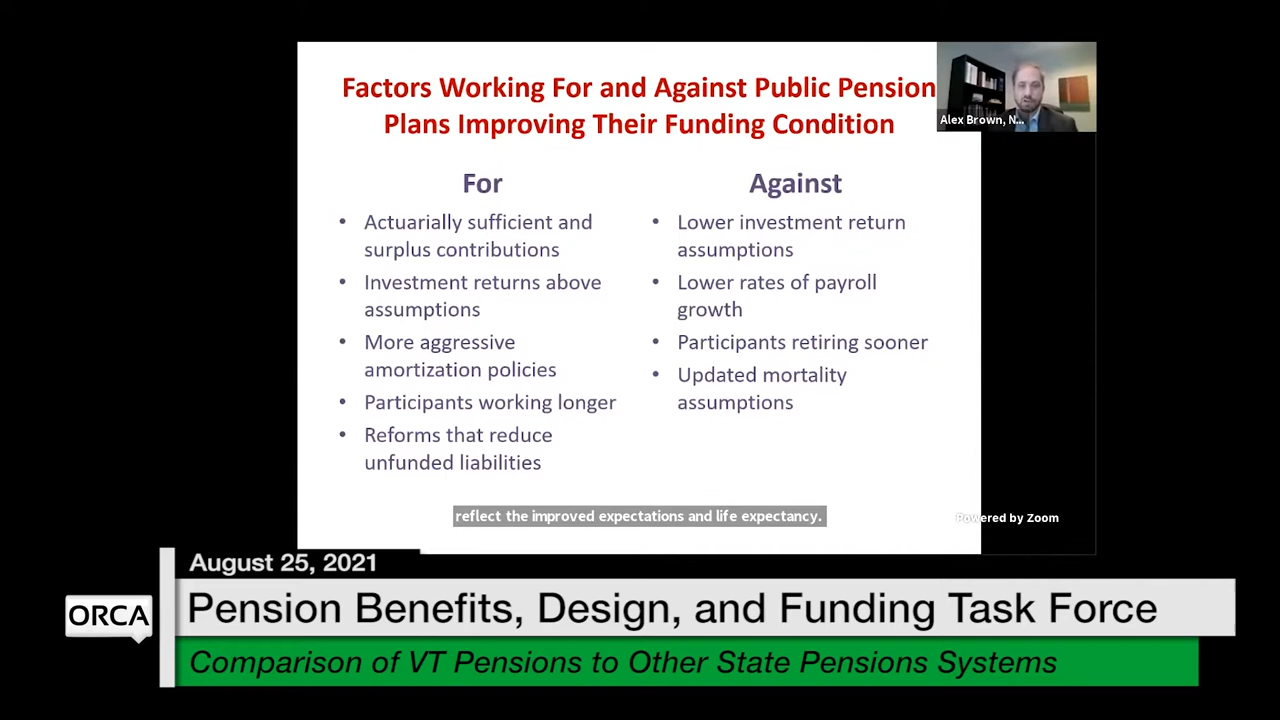 Factors Working For and Against Public Pension
Plans Improving Their Funding Condition
Alex Brown, N...
For
• Actuarially sufficient and
surplus contributions
• Investment returns above
assumptions
• More aggressive
amortization policies
• Participants working longer
• Reforms that reduce
unfunded liabilities
Against
• Lower investment return
assumptions
• Lower rates of payroll
growth
• Participants retiring sooner
• Updated mortality
assumptions
reflect the improved expectations and life expectancy.
Powered by Zoom
August 25, 2021
ORCA
Pension Benefits, Design, and Funding Task Force
Comparison of VT Pensions to Other State Pensions Systems